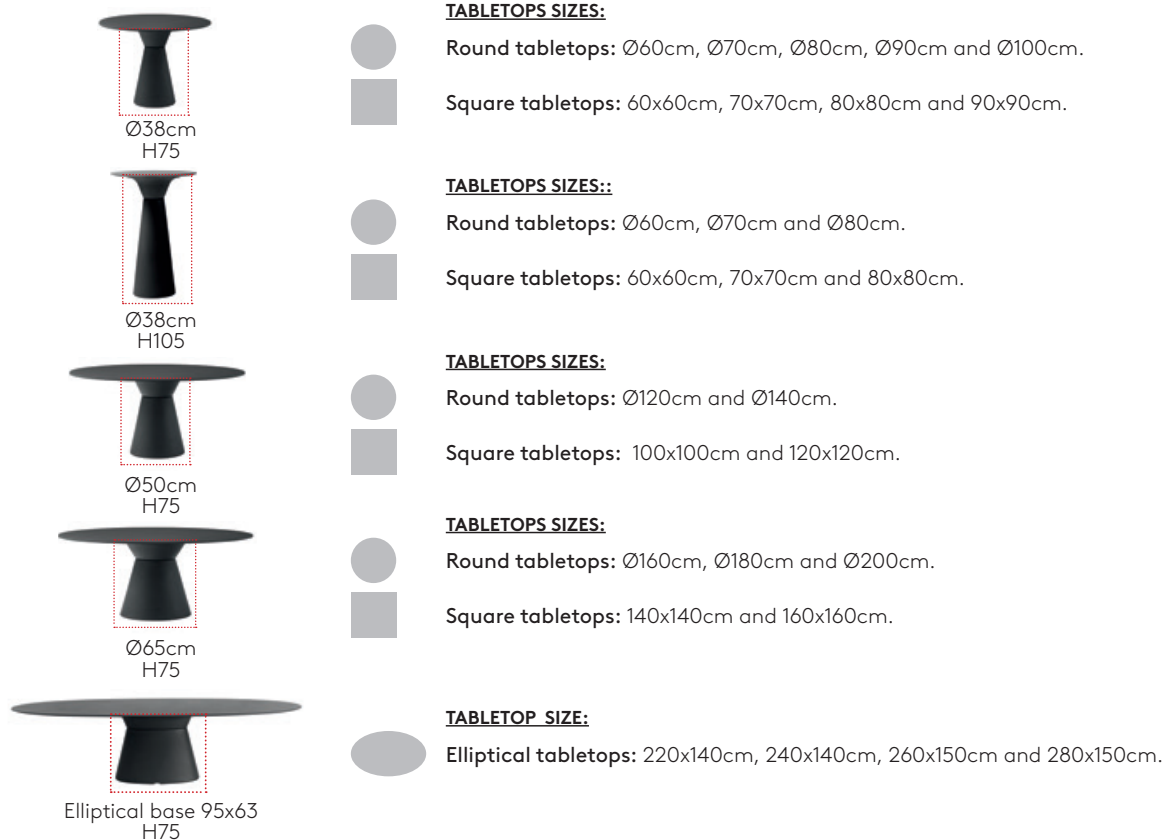 TABLETOPS SIZES:
Round tabletops: Ø60cm, Ø70cm, Ø80cm, Ø90cm and Ø100cm.
Square tabletops: 60x60cm, 70x70cm, 80x80cm and 90x90cm.
Ø38cm
H75
TABLETOPS SIZES::
Round tabletops: Ø60cm, Ø70cm and Ø80cm.
Square tabletops: 60x60cm, 70x70cm and 80x80cm.
Ø38cm
H105
TABLETOPS SIZES:
Round tabletops: Ø120cm and Ø140cm.
Square tabletops: 100x100cm and 120x120cm.
Ø50cm
H75
TABLETOPS SIZES:
Round tabletops: Ø160cm, Ø180cm and Ø200cm.
Square tabletops: 140x140cm and 160x160cm.
Ø65cm
H75
TABLETOP SIZE:
Elliptical tabletops: 220x140cm, 240x140cm, 260x150cm and 280x150cm.
Elliptical base 95x63
H75